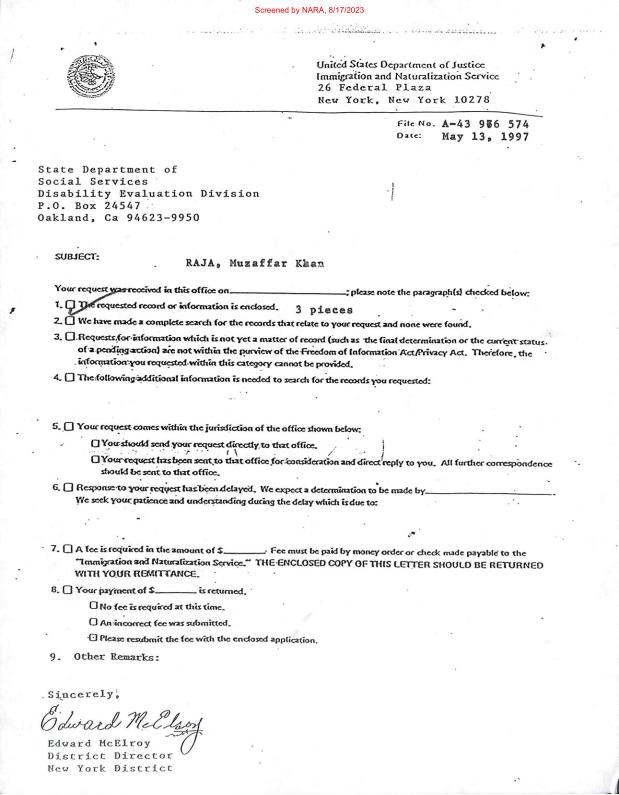 Screened by NARA, 8/17/2023
United States Department of Justice
Immigration and Naturalization Service
26 Federal Plaza
New York, New York 10278
File No. A-43 986 574
Date: May 13, 1997
State Department of
Social Services
Disability Evaluation Division
P.O. Box 24547
Oakland, Ca 94623-9950
SUBJECT: RAJA, Muzaffar Khan
Your request was received in this office on ; please note the paragraph(s) checked below:
1. The requested record or information is enclosed. 3 pieces
2. We have made a complete search for the records that relate to your request and none were found.
3. Requests for information which is not yet a matter of record (such as the final determination or the current status
of a pending action) are not within the purview of the Freedom of Information Act/Privacy Act. Therefore, the
information you requested within this category cannot be provided.
4. The following additional information is needed to search for the records you requested:
5. Your request comes within the jurisdiction of the office shown below:
You should send your request directly to that office.
Your request has been sent to that office for consideration and direct reply to you. All further correspondence
should be sent to that office.
6. Response to your request has been delayed. We expect a determination to be made by
We seek your patience and understanding during the delay which is due to:
7. A fee is required in the amount of $ . Fee must be paid by money order or check made payable to the
"Immigration and Naturalization Service." THE ENCLOSED COPY OF THIS LETTER SHOULD BE RETURNED
WITH YOUR REMITTANCE.
8. Your payment of $ is returned.
No fee is required at this time.
An incorrect fee was submitted.
Please resubmit the fee with the enclosed application.
9. Other Remarks:
Sincerely,
Edward McElroy
Edward McElroy
District Director
New York District